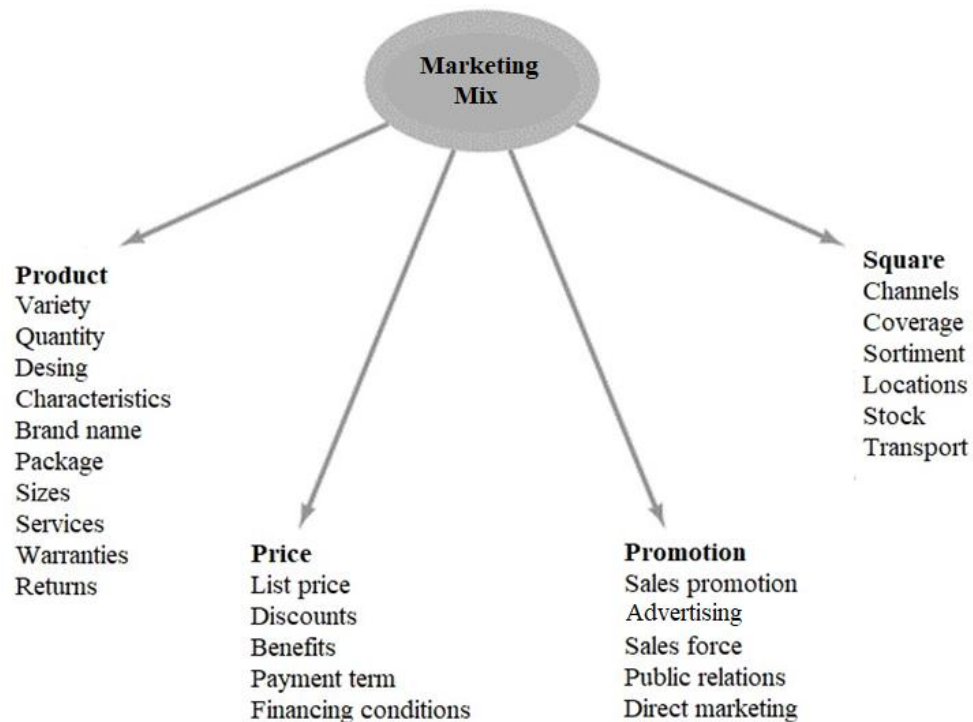 Marketing
Mix
Product
Variety
Quantity
Desing
Characteristics
Brand name
Package
Sizes
Services
Warranties
Returns
Price
List price
Discounts
Benefits
Payment term
Financing conditions
Promotion
Sales promotion
Advertising
Sales force
Public relations
Direct marketing
Square
Channels
Coverage
Sortiment
Locations
Stock
Transport